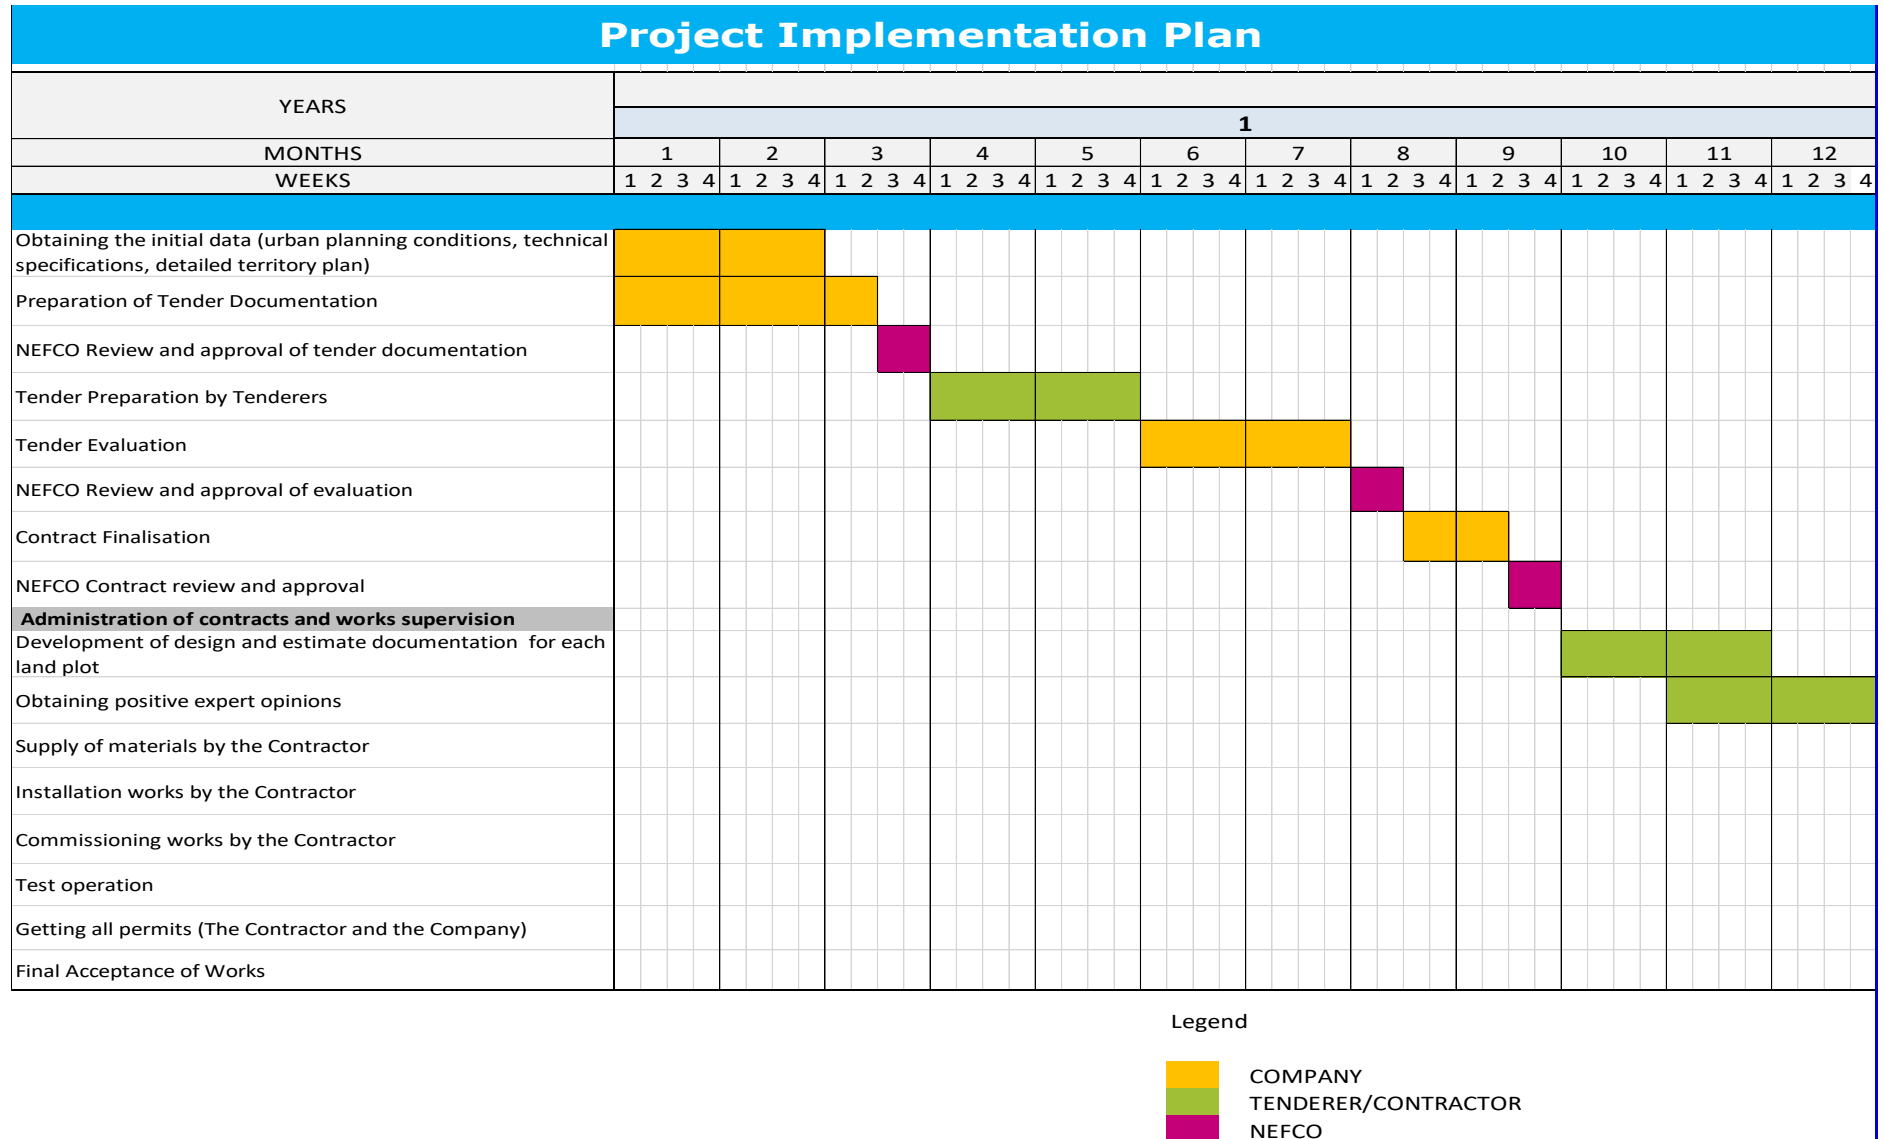 Project Implementation Plan
YEARS
1
MONTHS 1 2 3 4 5 6 7 8 9 10 11 12
WEEKS 1 2 3 4 1 2 3 4 1 2 3 4 1 2 3 4 1 2 3 4 1 2 3 4 1 2 3 4 1 2 3 4 1 2 3 4 1 2 3 4 1 2 3 4 1 2 3 4
Obtaining the initial data (urban planning conditions, technical
specifications, detailed territory plan)
Preparation of Tender Documentation
NEFCO Review and approval of tender documentation
Tender Preparation by Tenderers
Tender Evaluation
NEFCO Review and approval of evaluation
Contract Finalisation
NEFCO Contract review and approval
Administration of contracts and works supervision
Development of design and estimate documentation for each
land plot
Obtaining positive expert opinions
Supply of materials by the Contractor
Installation works by the Contractor
Commissioning works by the Contractor
Test operation
Getting all permits (The Contractor and the Company)
Final Acceptance of Works
Legend
COMPANY
TENDERER/CONTRACTOR
NEFCO